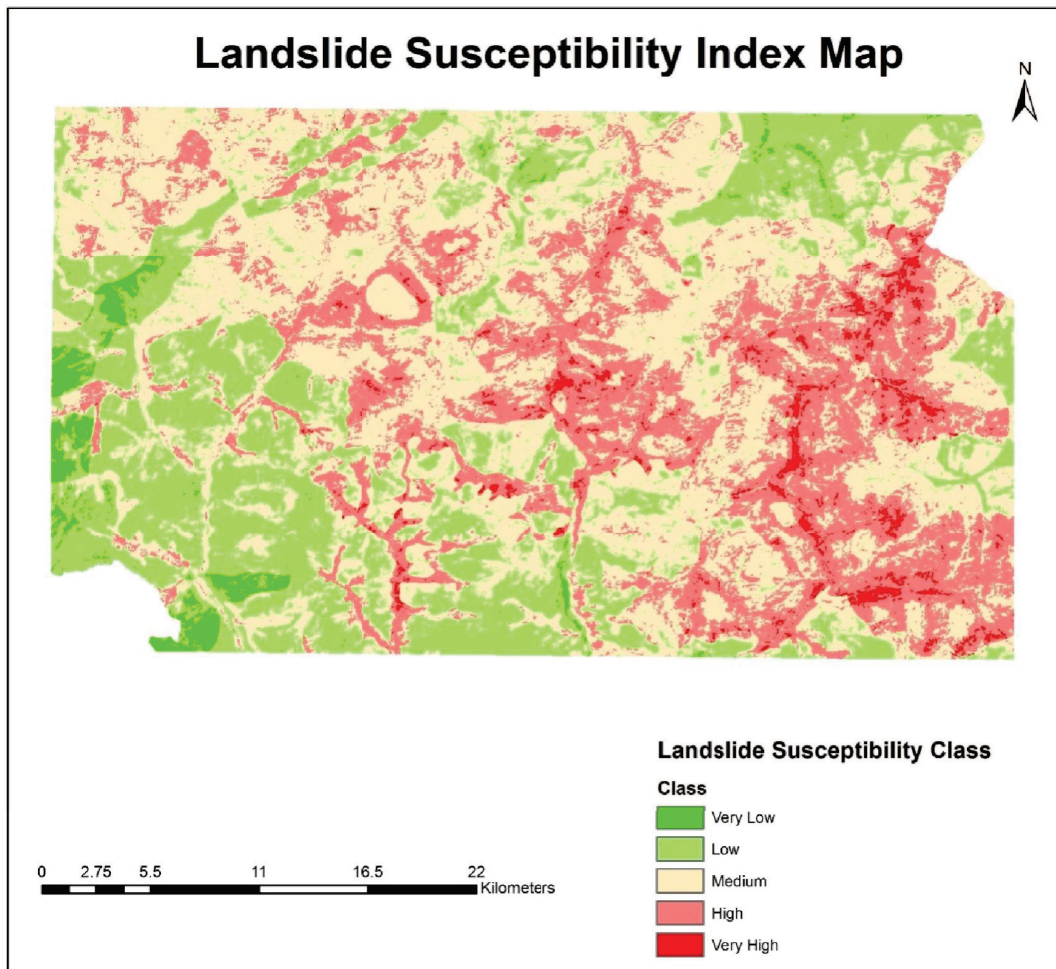 Landslide Susceptibility Index Map
N
Landslide Susceptibility Class
Class
Very Low
Low
Medium
High
Very High
0 2.75 5.5 11 16.5 22
Kilometers